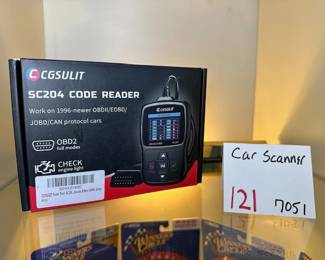 CGSULIT
SC204 CODE READER
Work on 1996-newer OBDII/EOBD/
JOBD/CAN protocol cars
OBD2
full modes
CHECK
engine light
CGSULIT
Car Scanner
121 7051